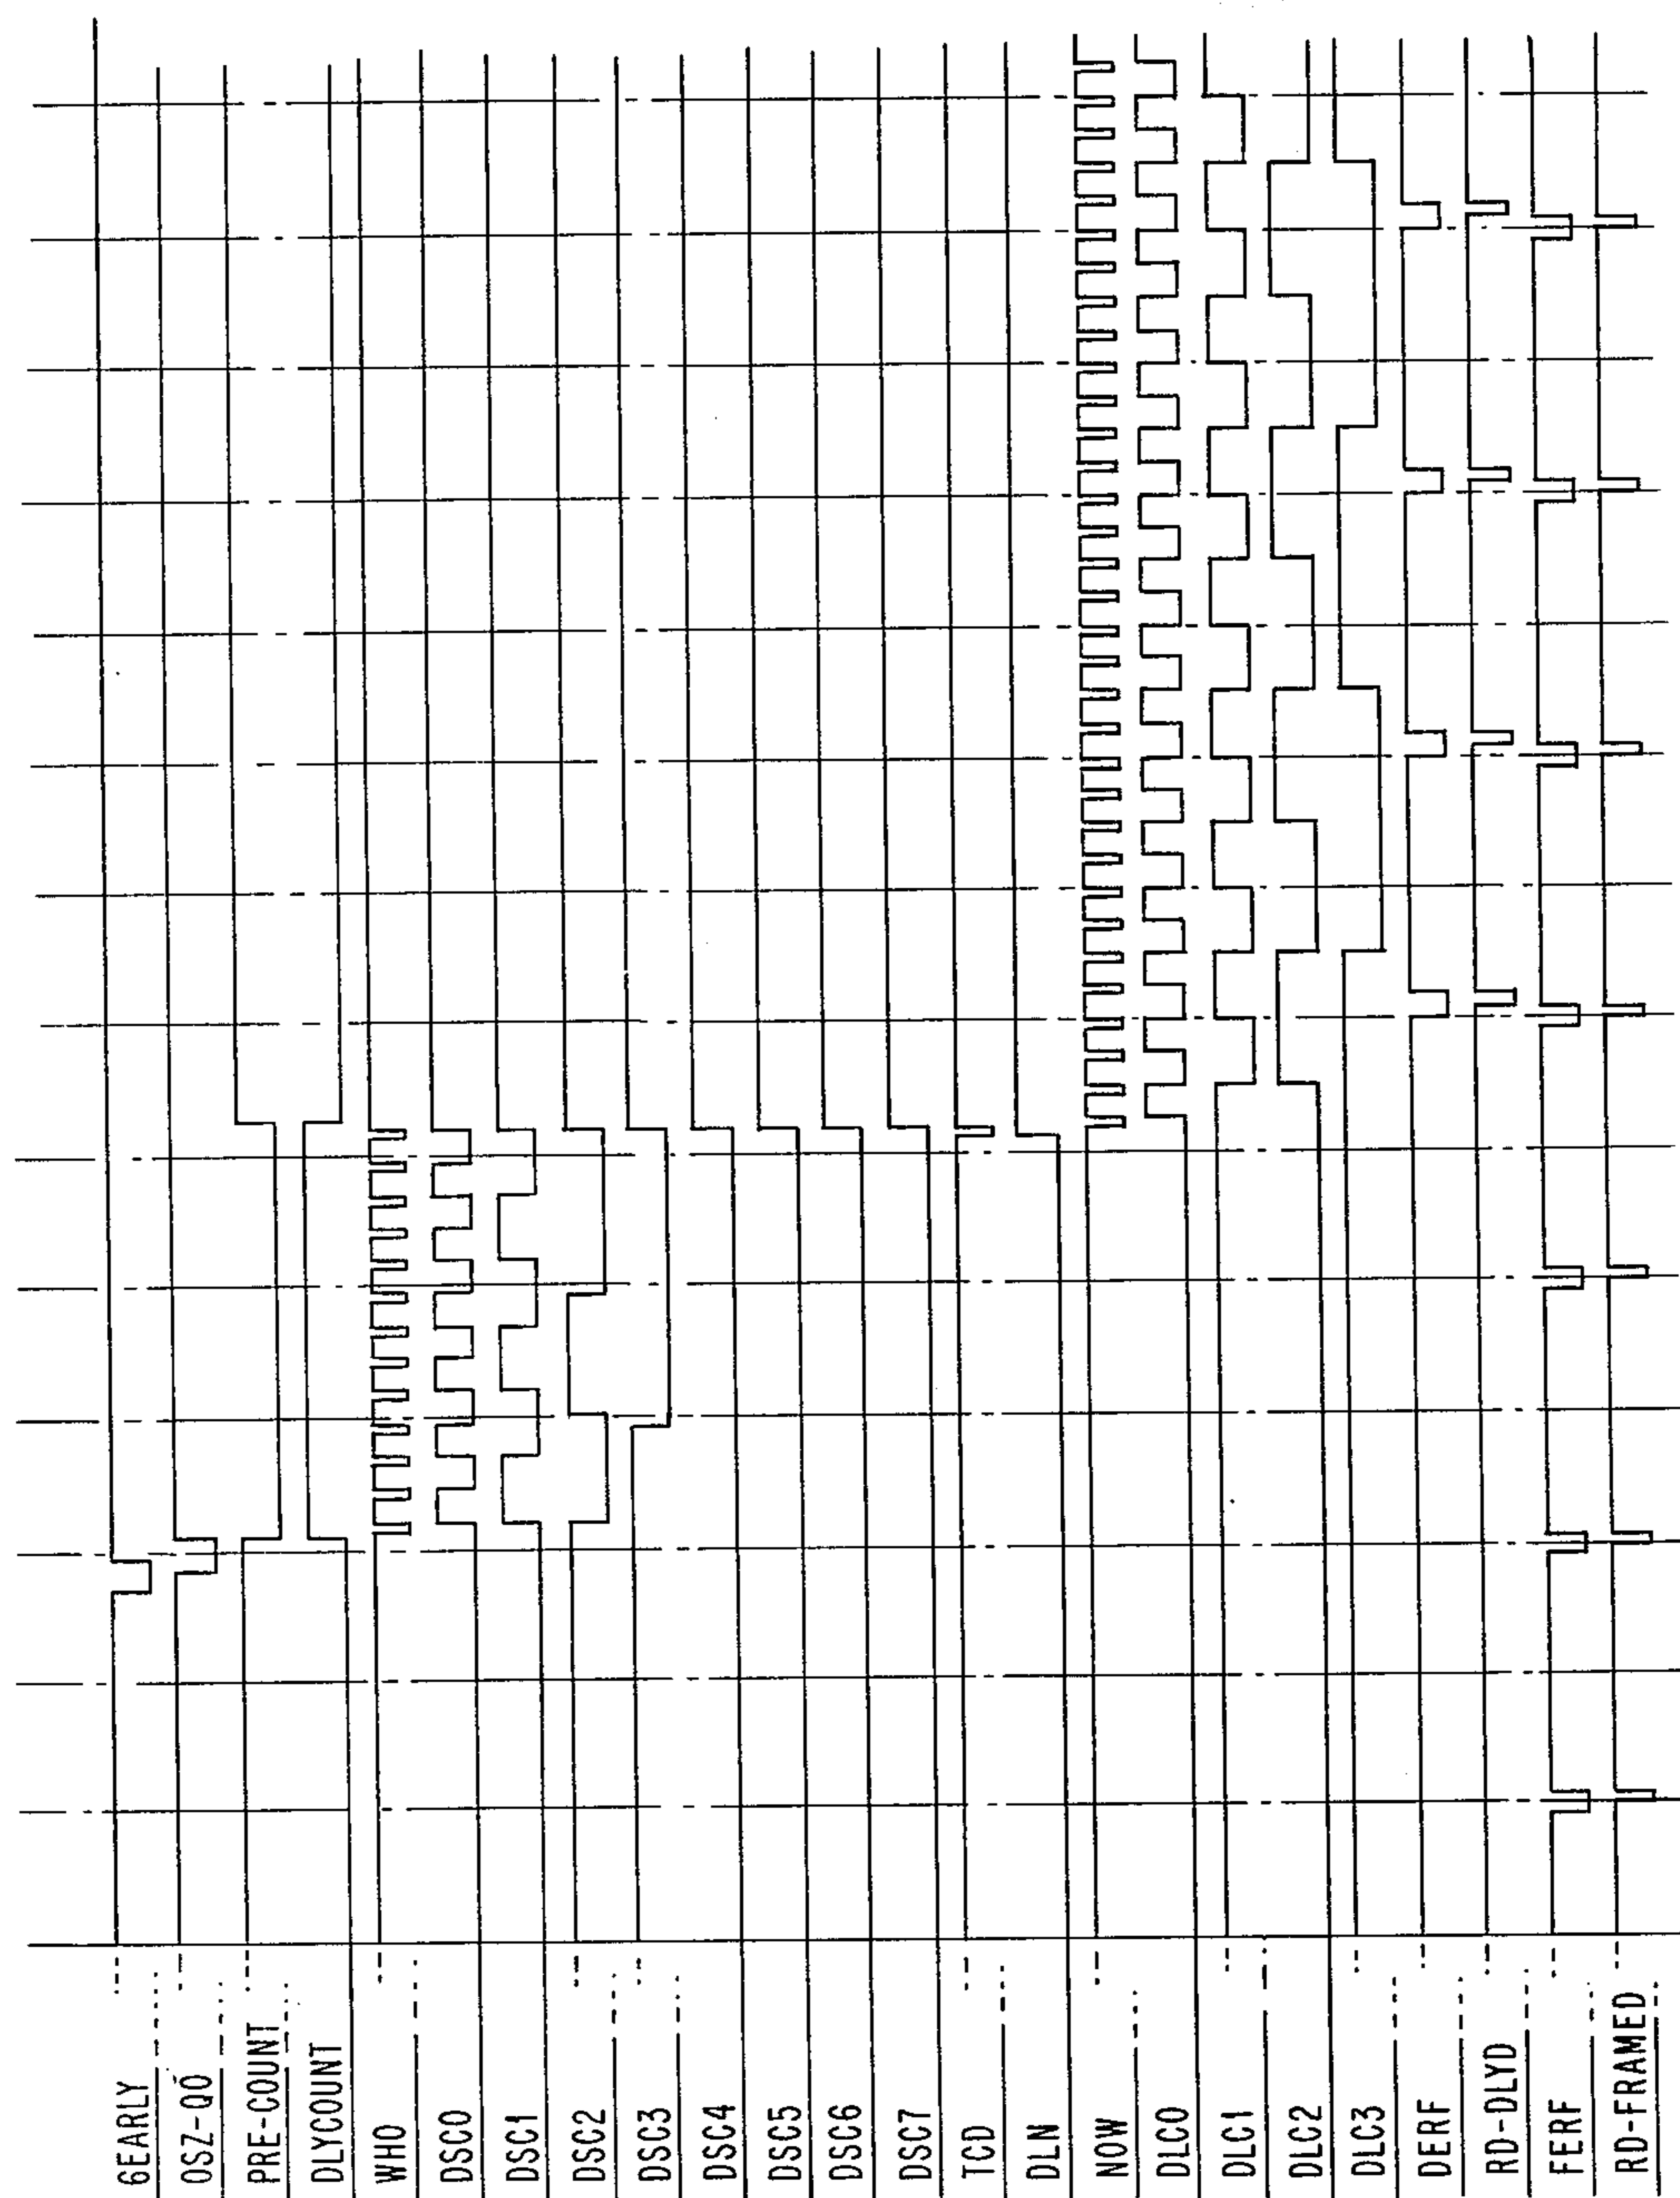 6EARLY
OSZ-QO
PRE-COUNT
DLYCOUNT
WHO
DSC0
DSC1
DSC2
DSC3
DSC4
DSC5
DSC6
DSC7
TCD
DLN
NOW
DLC0
DLC1
DLC2
DLC3
DERF
RD-DLYD
FERF
RD-FRAMED